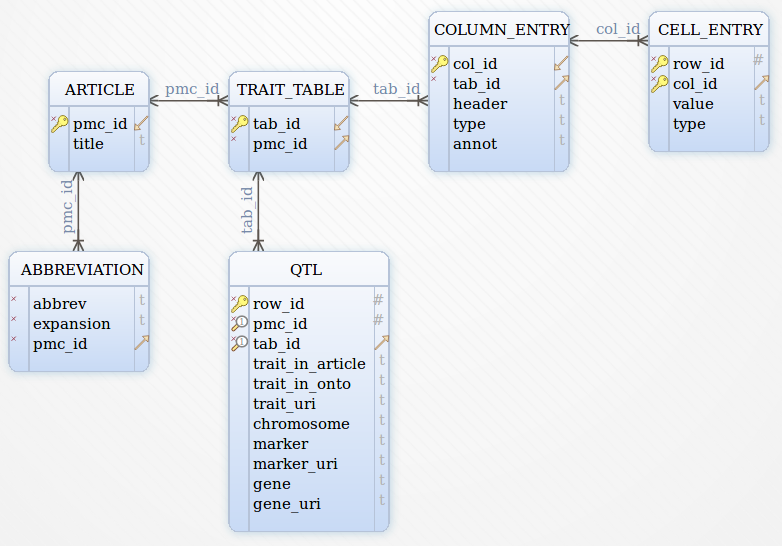 COLUMN_ENTRY
col_id
tab_id
header
type
annot
t
t
t
col_id
CELL_ENTRY
row_id #
col_id
value t
type t
ARTICLE
pmc_id
title t
pmc_id
TRAIT_TABLE
tab_id
pmc_id
tab_id
pmc_id
tab_id
ABBREVIATION
abbrev t
expansion t
pmc_id
QTL
row_id #
pmc_id #
tab_id
trait_in_article t
trait_in_onto t
trait_uri t
chromosome t
marker t
marker_uri t
gene t
gene_uri t